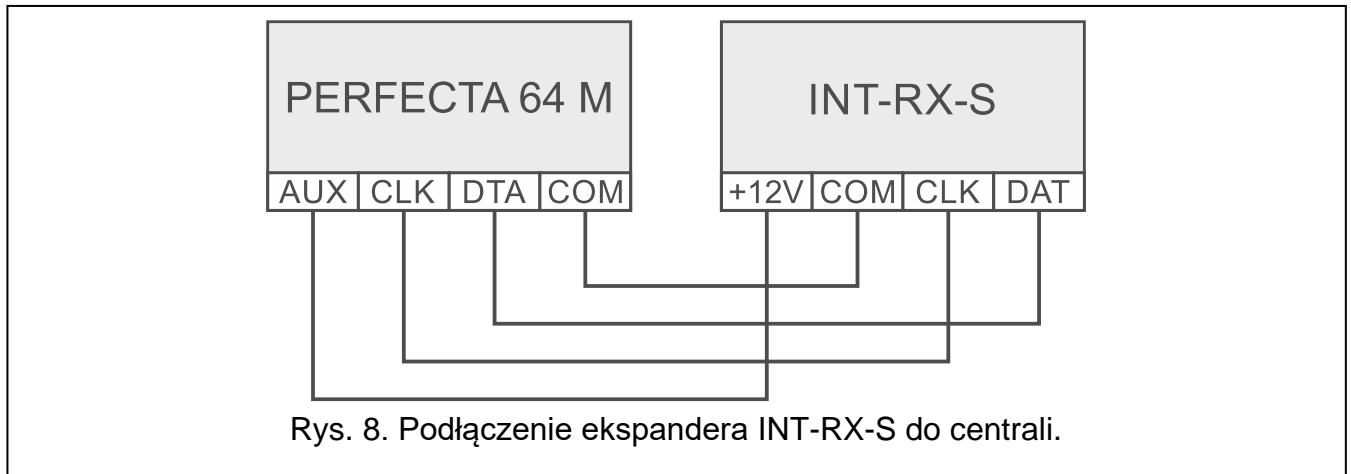 PERFECTA 64 M
INT-RX-S
AUX CLK DTA COM
+12V COM CLK DAT
Rys. 8. Podłączenie ekspandera INT-RX-S do centrali.